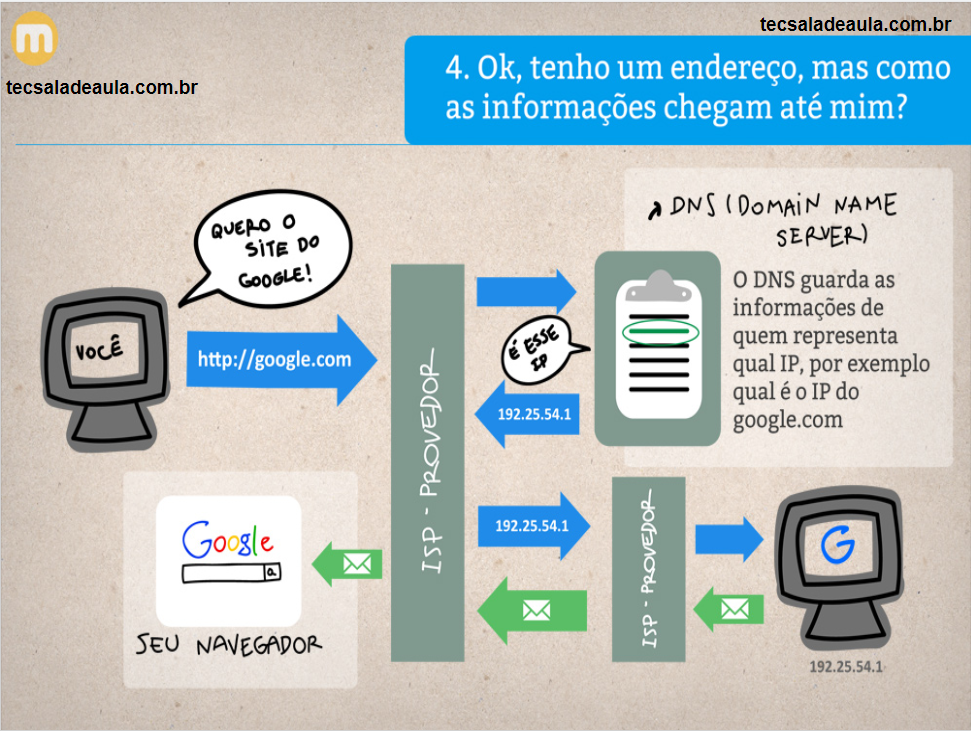 m
tecsaladeaula.com.br
tecsaladeaula.com.br
4. Ok, tenho um endereço, mas como
as informações chegam até mim?
QUERO O
SITE DO
GOOGLE!
VOCÊ
http://google.com
ISP - PROVEDOR
DNS (DOMAIN NAME
SERVER)
É ESSE
IP
192.25.54.1
O DNS guarda as
informações de
quem representa
qual IP, por exemplo
qual é o IP do
google.com
Google
SEU NAVEGADOR
192.25.54.1
ISP - PROVEDOR
G
192.25.54.1